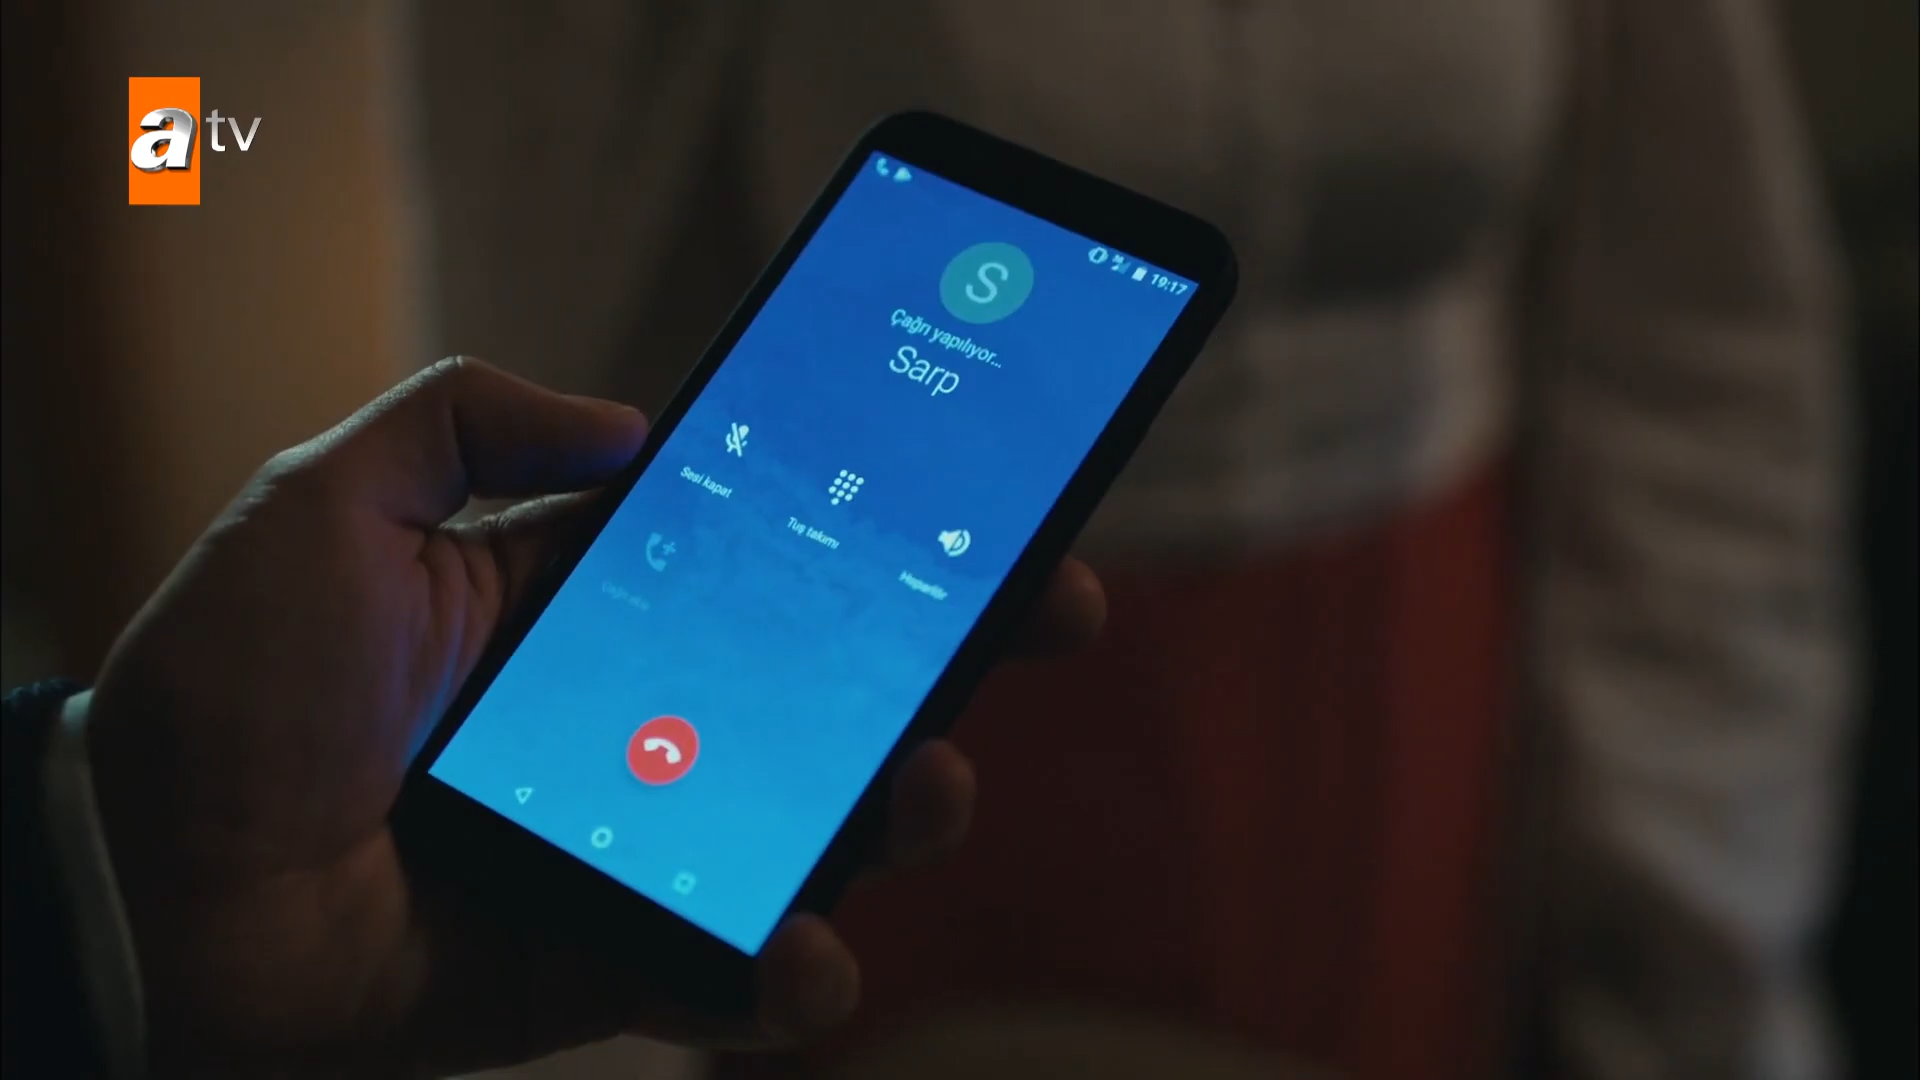 atv
19:17
S
Çağrı yapılıyor...
Sarp
Sesi kapat
Tuş takımı
Hoparlör